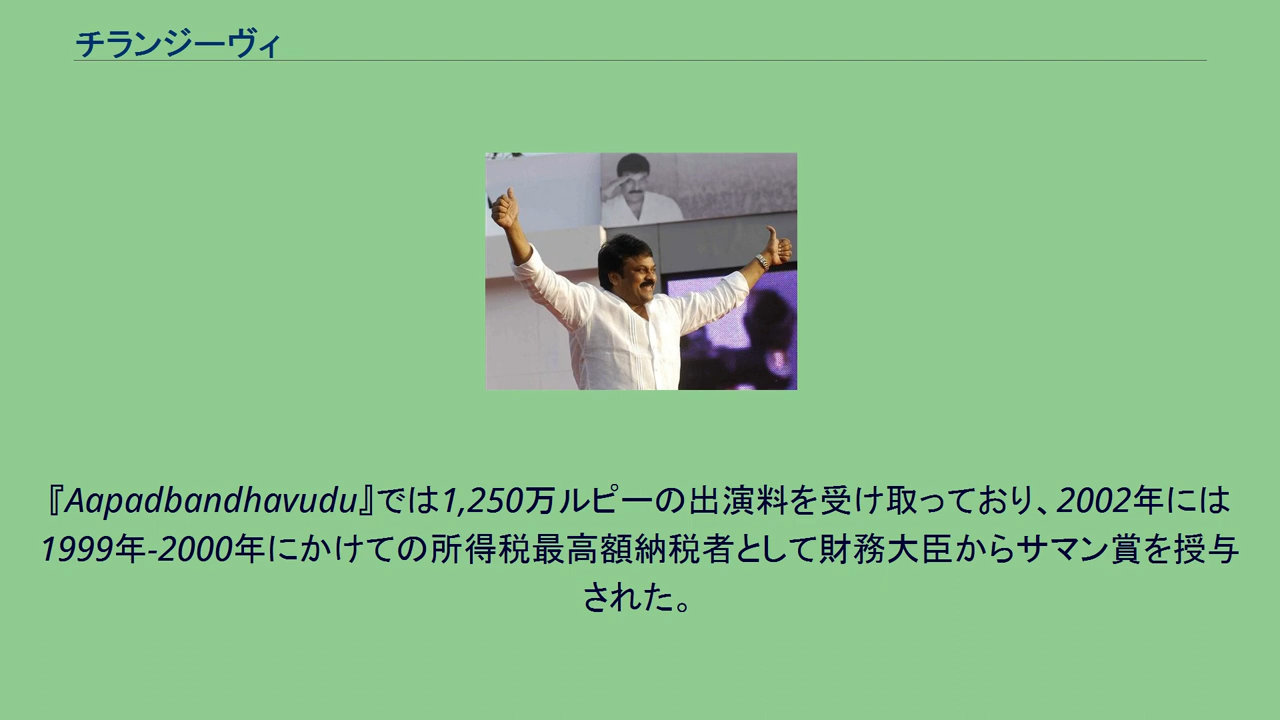 チランジーヴィ
『Aapadbandhavudu』では1,250万ルピーの出演料を受け取っており、2002年には
1999年-2000年にかけての所得税最高額納税者として財務大臣からサマン賞を授与
された。